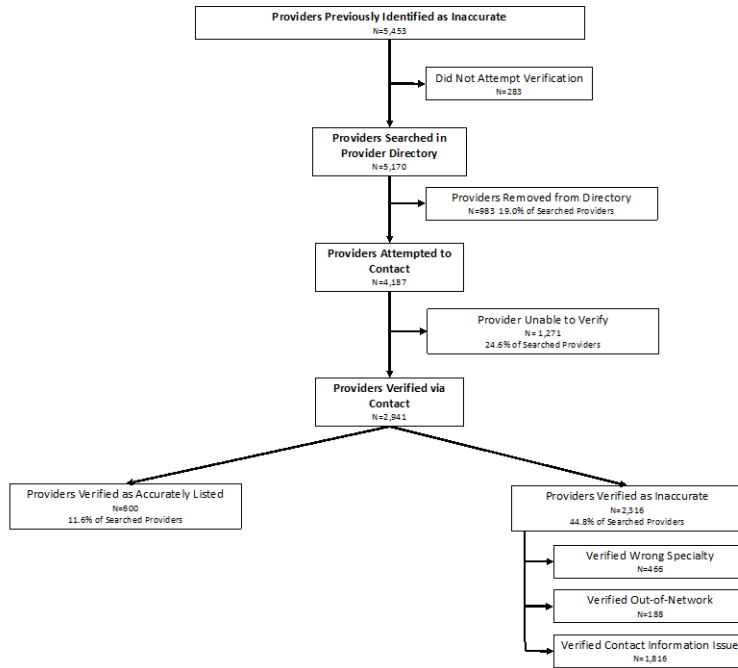 Providers Previously Identified as Inaccurate
N=5,453
Did Not Attempt Verification
N=283
Providers Searched in
Provider Directory
N=5,170
Providers Removed from Directory
N=983 19.0% of Searched Providers
Providers Attempted to
Contact
N=4,187
Provider Unable to Verify
N= 1,271
24.6% of Searched Providers
Providers Verified via
Contact
N=2,941
Providers Verified as Accurately Listed
N=600
11.6% of Searched Providers
Providers Verified as Inaccurate
N=2,316
44.8% of Searched Providers
Verified Wrong Specialty
N=466
Verified Out-of-Network
N=188
Verified Contact Information Issue
N=1,816